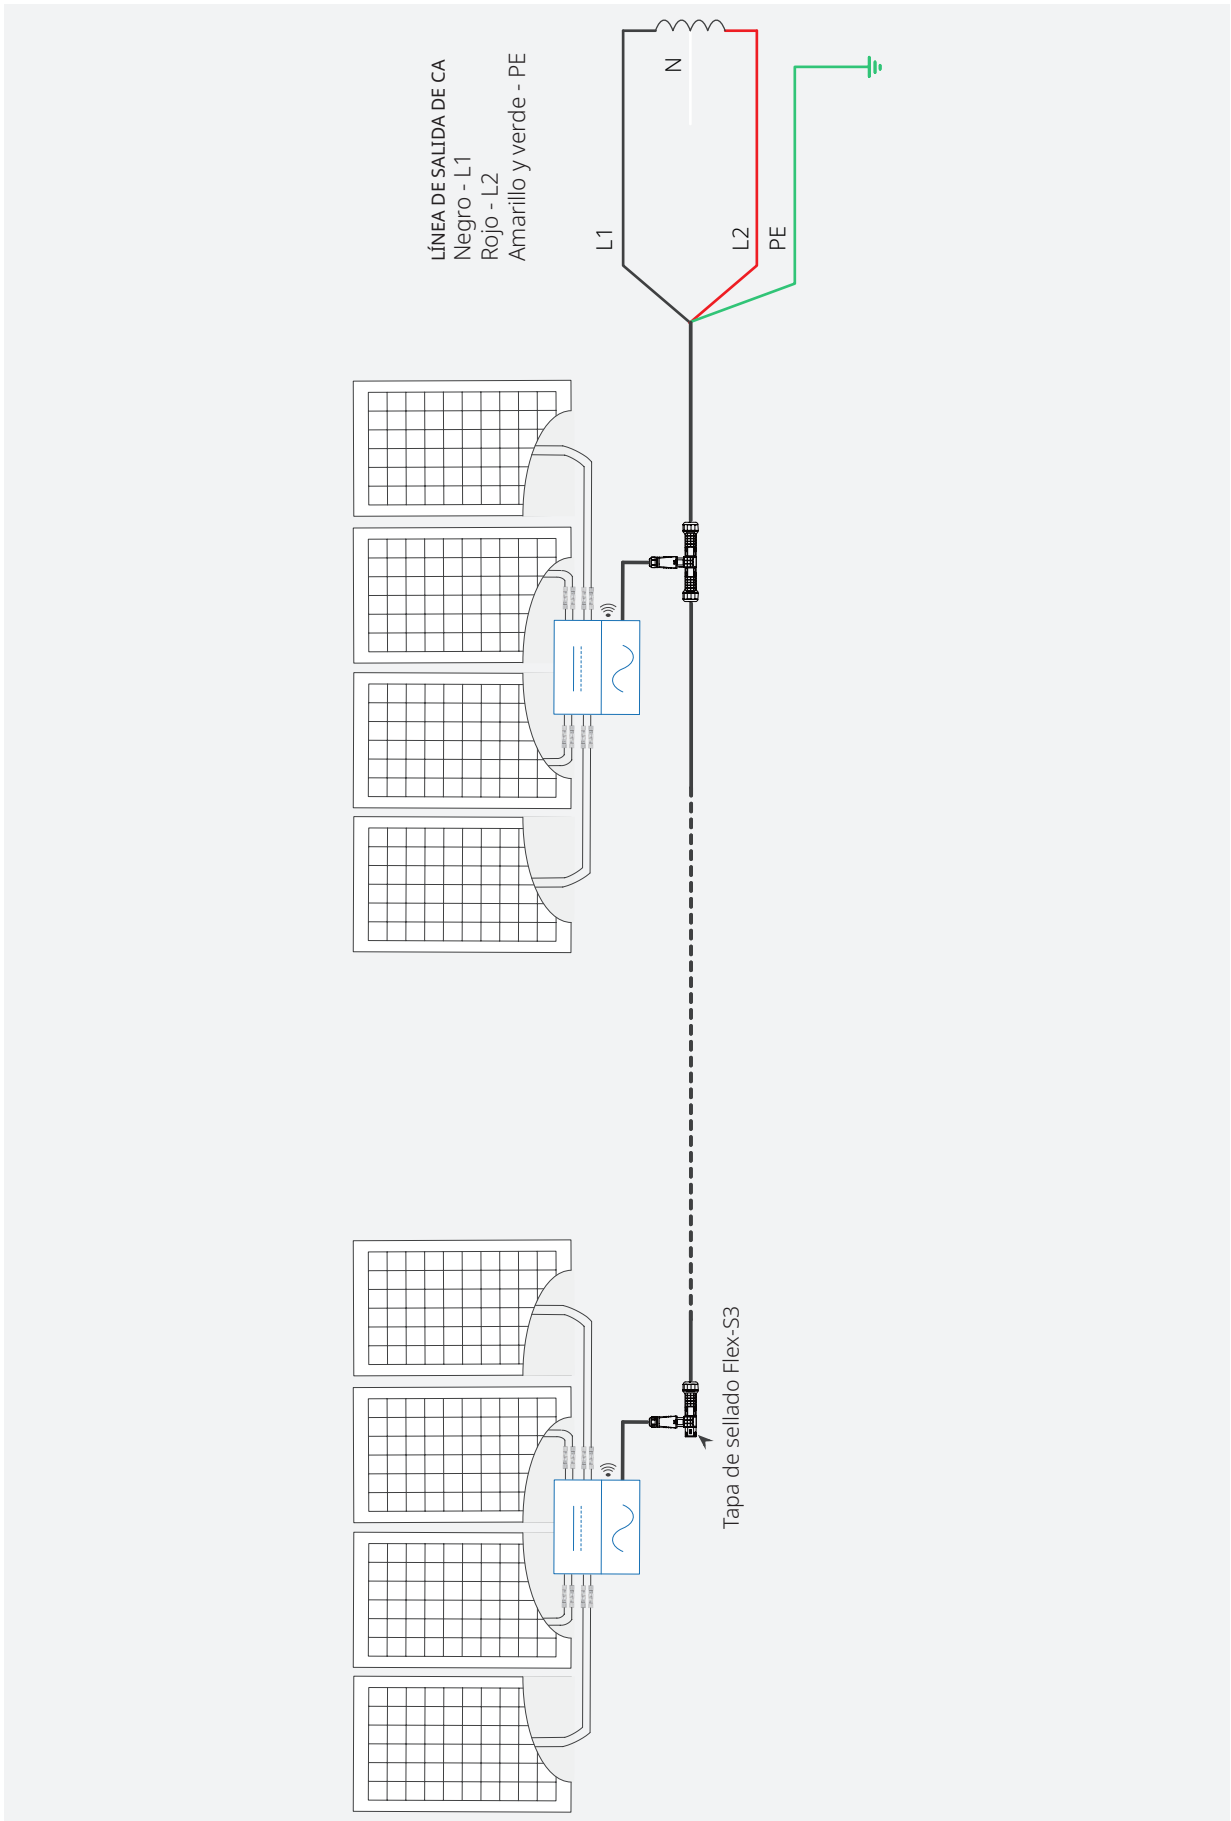 LÍNEA DE SALIDA DE CA
Negro - L1
Rojo - L2
Amarillo y verde - PE
L1
N
L2
PE
Tapa de sellado Flex-S3